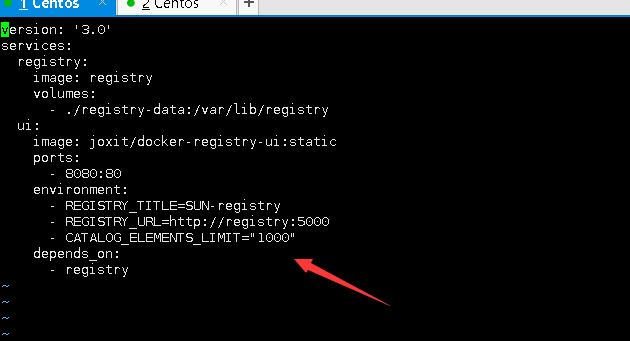 1 Centos
2 Centos
version: '3.0'
services:
  registry:
    image: registry
    volumes:
      - ./registry-data:/var/lib/registry
  ui:
    image: joxit/docker-registry-ui:static
    ports:
      - 8080:80
    environment:
      - REGISTRY_TITLE=SUN-registry
      - REGISTRY_URL=http://registry:5000
      - CATALOG_ELEMENTS_LIMIT="1000"
    depends_on:
      - registry
~
~
~
~